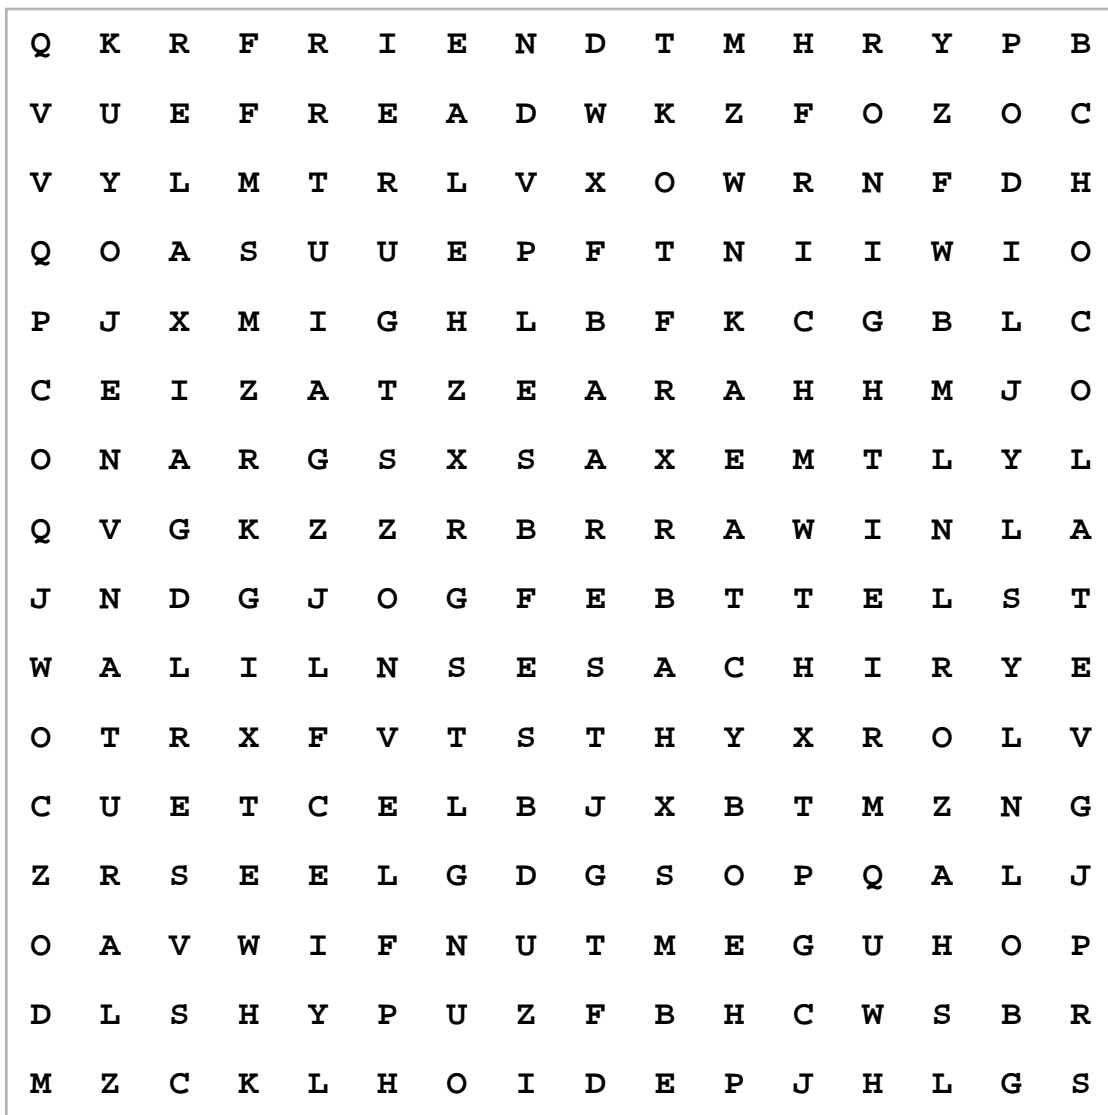 Q K R F R I E N D T M H R Y P B
V U E F R E A D W K Z F O Z O C
V Y L M T R L V X O W R N F D H
Q O A S U U E P F T N I I W I O
P J X M I G H L B F K C G B L C
C E I Z A T Z E A R A H H M J O
O N A R G S X S A X E M T L Y L
Q V G K Z Z R B R R A W I N L A
J N D G J O G F E B T T E L S T
W A L I L N S E S A C H I R Y E
O T R X F V T S T H Y X R O L V
C U E T C E L B J X B T M Z N G
Z R S E E L G D G S O P Q A L J
O A V W I F N U T M E G U H O P
D L S H Y P U Z F B H C W S B R
M Z C K L H O I D E P J H L G S